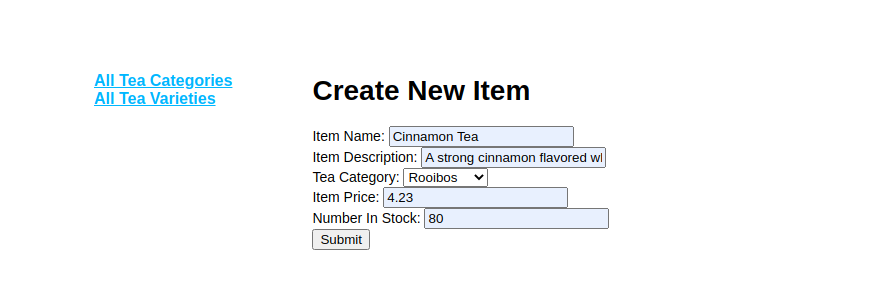 All Tea Categories
All Tea Varieties
Create New Item
Item Name: Cinnamon Tea
Item Description: A strong cinnamon flavored
Tea Category: Rooibos
Item Price: 4.23
Number In Stock: 80
Submit